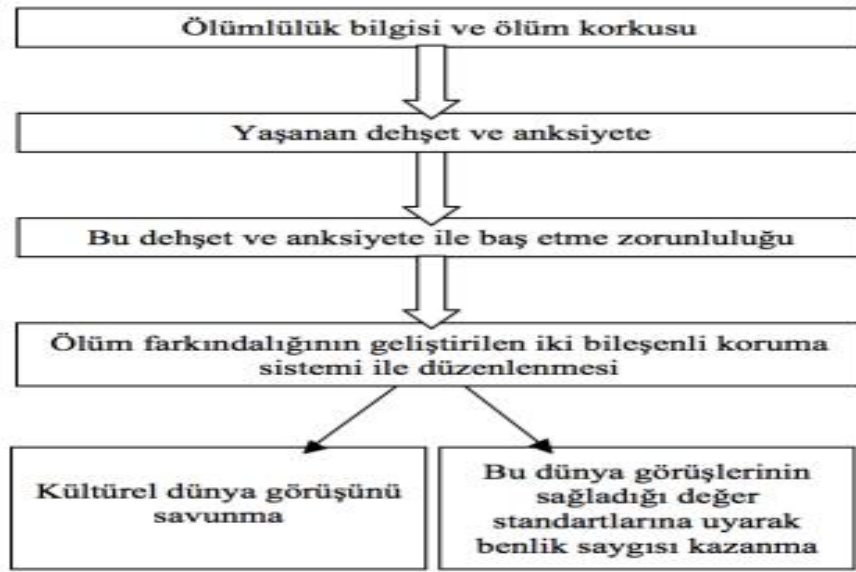 Ölümlülük bilgisi ve ölüm korkusu
Yaşanan dehşet ve anksiyete
Bu dehşet ve anksiyete ile baş etme zorunluluğu
Ölüm farkındalığının geliştirilen iki bileşenli koruma
sistemi ile düzenlenmesi
Kültürel dünya görüşünü
savunma
Bu dünya görüşlerinin
sağladığı değer
standartlarına uyarak
benlik saygısı kazanma